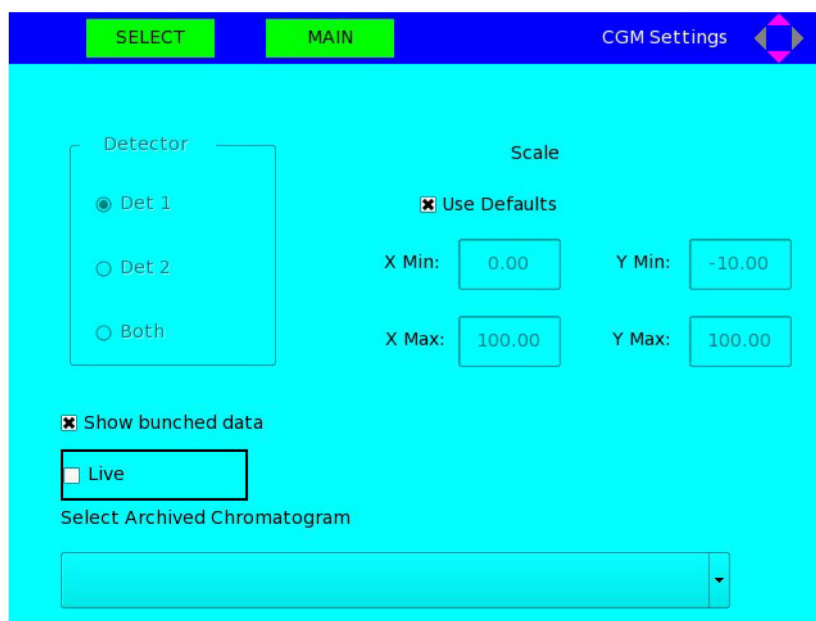 SELECT MAIN CGM Settings
Detector
Det 1
Det 2
Both
Scale
Use Defaults
X Min: 0.00 Y Min: -10.00
X Max: 100.00 Y Max: 100.00
Show bunched data
Live
Select Archived Chromatogram